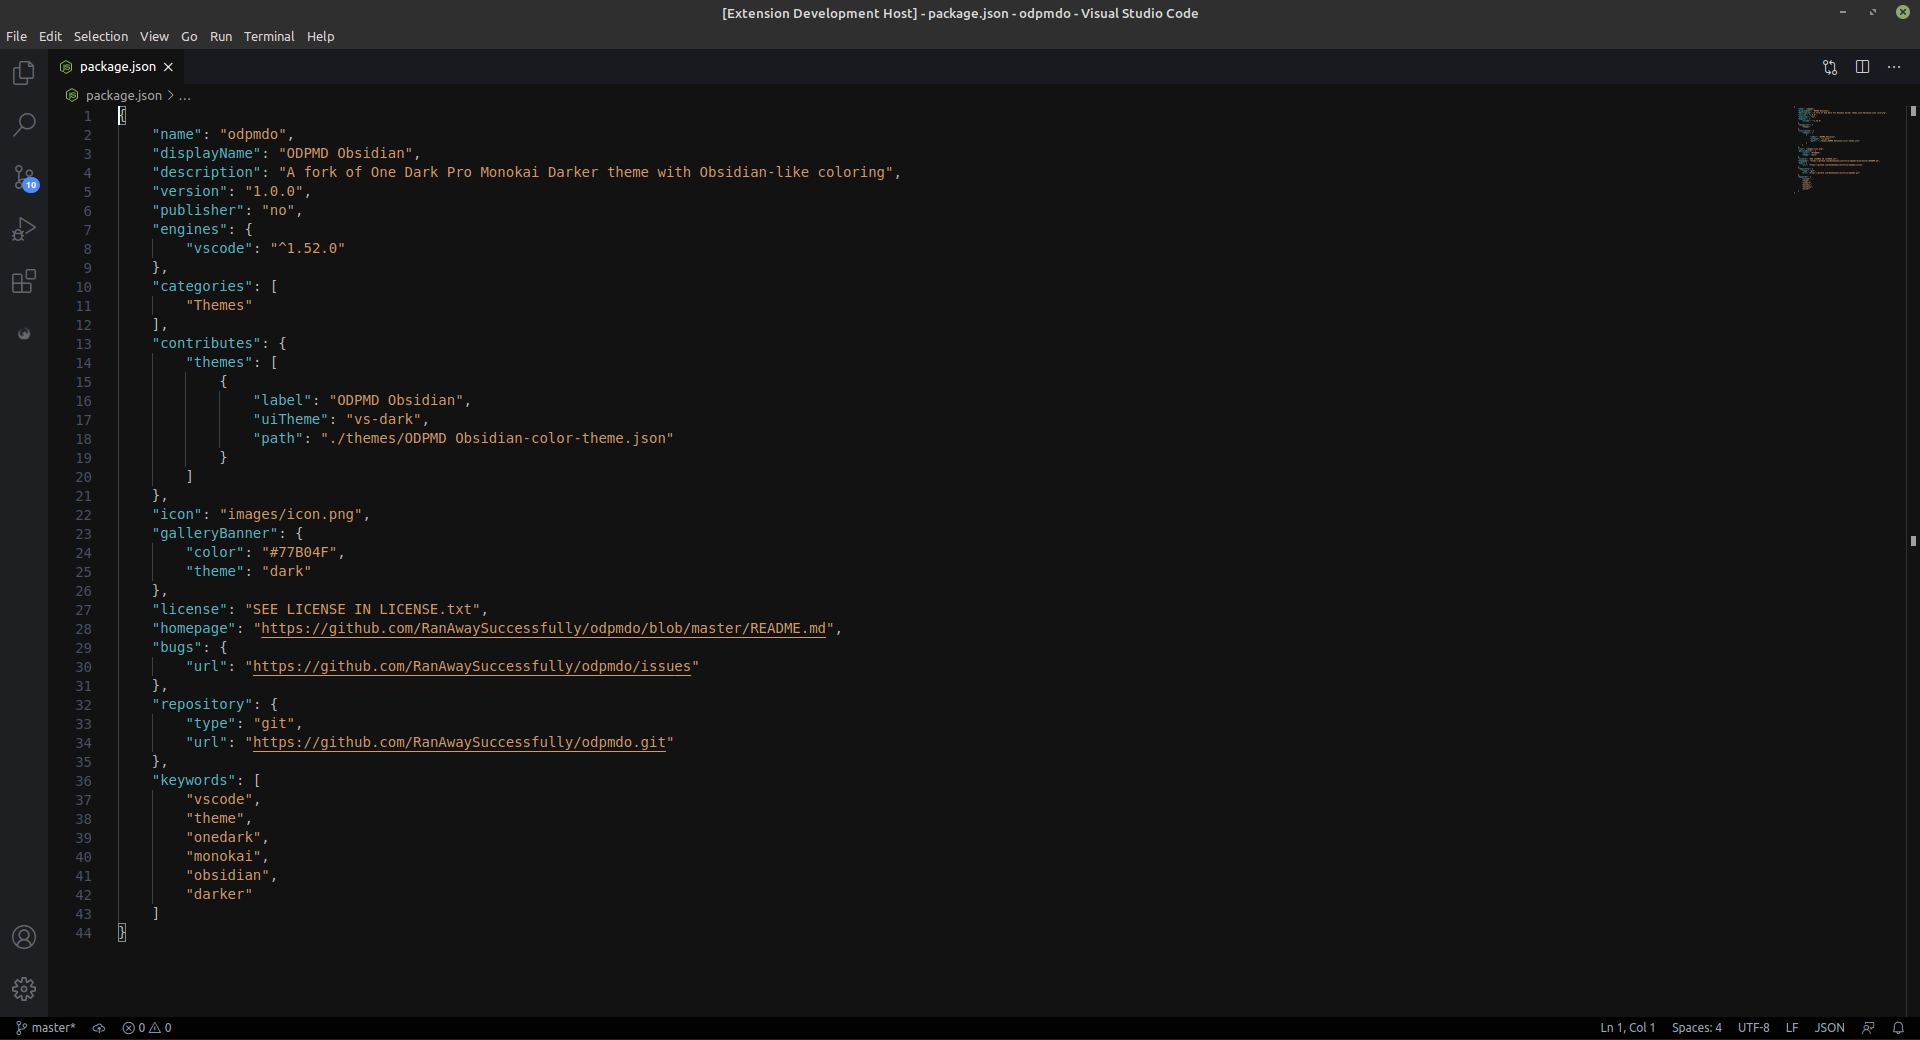 [Extension Development Host] - package.json - odpmdo - Visual Studio Code
File Edit Selection View Go Run Terminal Help
package.json
package.json > ...
10
1 {
2     "name": "odpmdo",
3     "displayName": "ODPMD Obsidian",
4     "description": "A fork of One Dark Pro Monokai Darker theme with Obsidian-like coloring",
5     "version": "1.0.0",
6     "publisher": "no",
7     "engines": {
8         "vscode": "^1.52.0"
9     },
10     "categories": [
11         "Themes"
12     ],
13     "contributes": {
14         "themes": [
15             {
16                 "label": "ODPMD Obsidian",
17                 "uiTheme": "vs-dark",
18                 "path": "./themes/ODPMD Obsidian-color-theme.json"
19             }
20         ]
21     },
22     "icon": "images/icon.png",
23     "galleryBanner": {
24         "color": "#77B04F",
25         "theme": "dark"
26     },
27     "license": "SEE LICENSE IN LICENSE.txt",
28     "homepage": "https://github.com/RanAwaySuccessfully/odpmdo/blob/master/README.md",
29     "bugs": {
30         "url": "https://github.com/RanAwaySuccessfully/odpmdo/issues"
31     },
32     "repository": {
33         "type": "git",
34         "url": "https://github.com/RanAwaySuccessfully/odpmdo.git"
35     },
36     "keywords": [
37         "vscode",
38         "theme",
39         "onedark",
40         "monokai",
41         "obsidian",
42         "darker"
43     ]
44 }
master* 0 0 Ln 1, Col 1 Spaces: 4 UTF-8 LF JSON